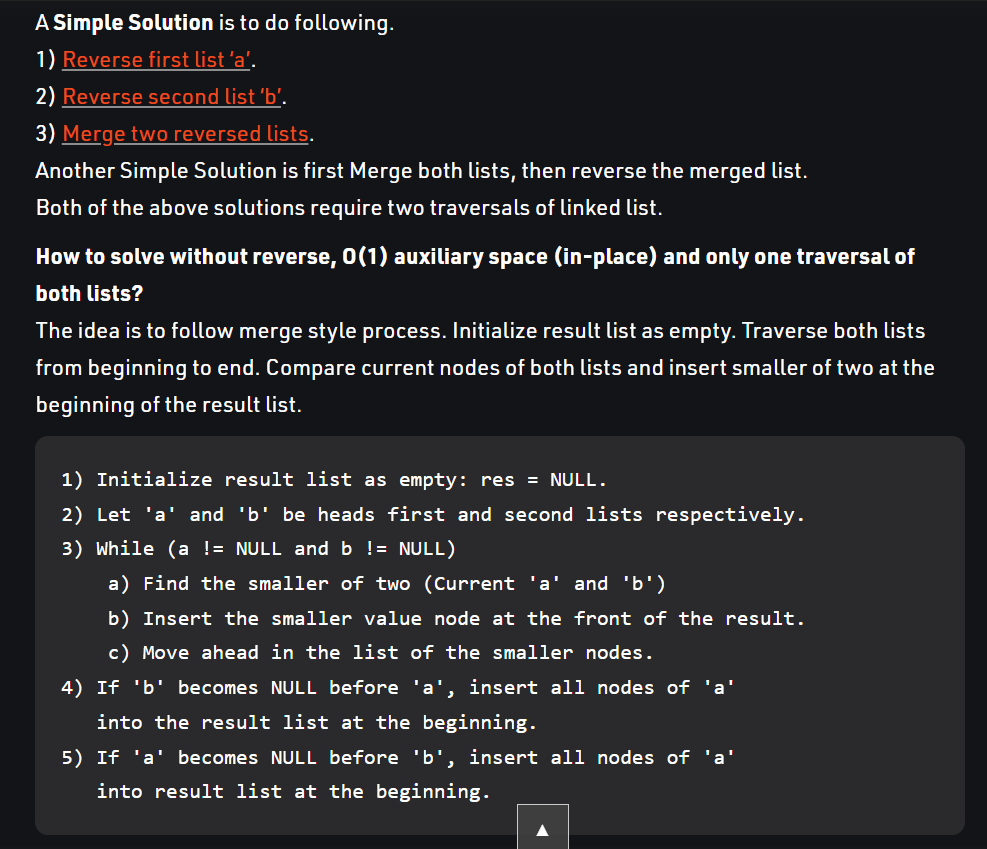 A Simple Solution is to do following.
1) Reverse first list ‘a’.
2) Reverse second list ‘b’.
3) Merge two reversed lists.
Another Simple Solution is first Merge both lists, then reverse the merged list.
Both of the above solutions require two traversals of linked list.
How to solve without reverse, O(1) auxiliary space (in-place) and only one traversal of
both lists?
The idea is to follow merge style process. Initialize result list as empty. Traverse both lists
from beginning to end. Compare current nodes of both lists and insert smaller of two at the
beginning of the result list.
1) Initialize result list as empty: res = NULL.
2) Let 'a' and 'b' be heads first and second lists respectively.
3) While (a != NULL and b != NULL)
a) Find the smaller of two (Current 'a' and 'b')
b) Insert the smaller value node at the front of the result.
c) Move ahead in the list of the smaller nodes.
4) If 'b' becomes NULL before 'a', insert all nodes of 'a'
into the result list at the beginning.
5) If 'a' becomes NULL before 'b', insert all nodes of 'a'
into result list at the beginning.